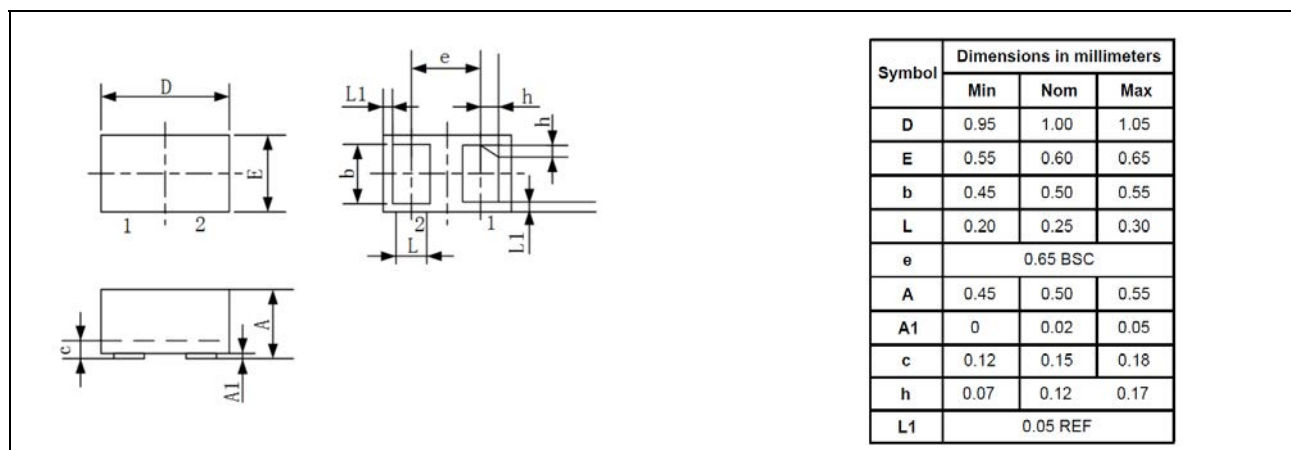 D
E
1 2
e
L1
h
h
b
2
1
L
L1
A
c
A1
Symbol Dimensions in millimeters
Min Nom Max
D 0.95 1.00 1.05
E 0.55 0.60 0.65
b 0.45 0.50 0.55
L 0.20 0.25 0.30
e 0.65 BSC
A 0.45 0.50 0.55
A1 0 0.02 0.05
c 0.12 0.15 0.18
h 0.07 0.12 0.17
L1 0.05 REF